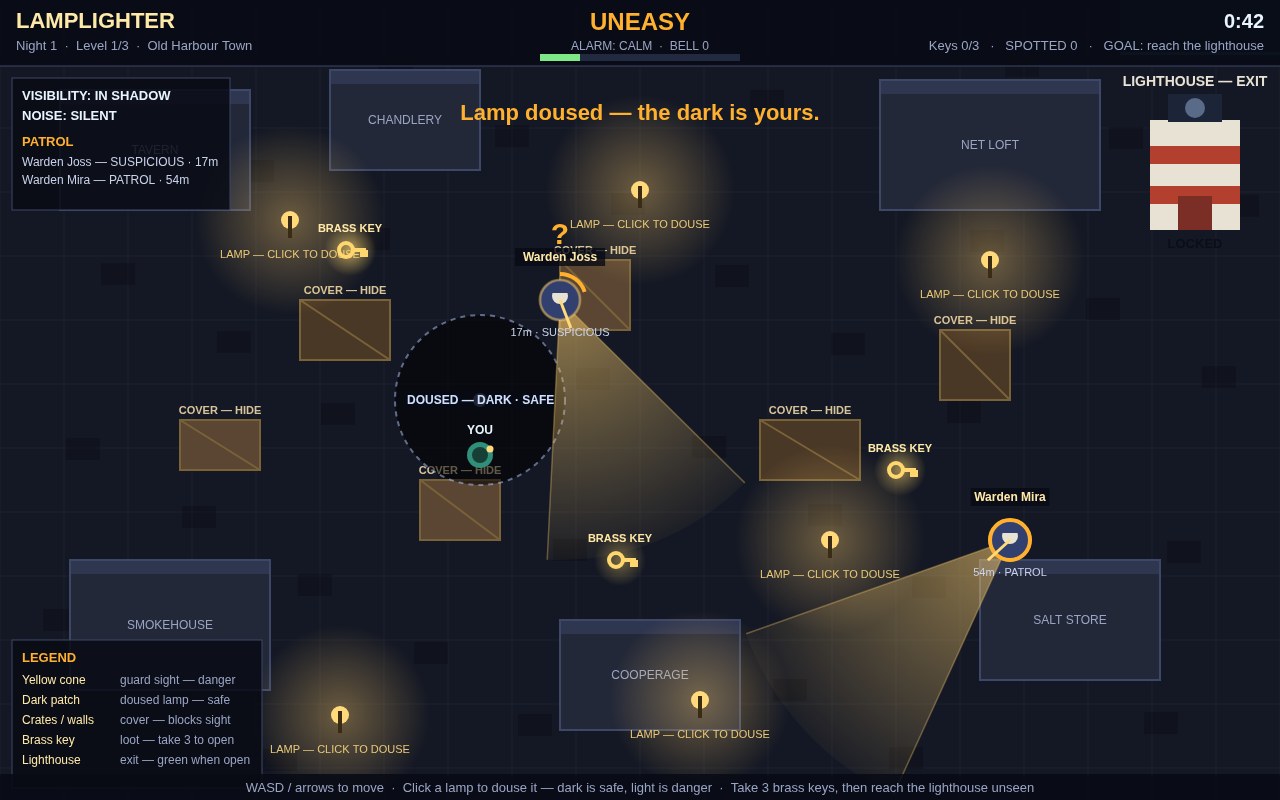 LAMPLIGHTER
UNEASY
0:42
Night 1 · Level 1/3 · Old Harbour Town
ALARM: CALM · BELL 0
Keys 0/3 · SPOTTED 0 · GOAL: reach the lighthouse
VISIBILITY: IN SHADOW
NOISE: SILENT
PATROL
TAVERN
Warden Joss — SUSPICIOUS · 17m
Warden Mira — PATROL · 54m
CHANDLERY
Lamp doused — the dark is yours.
NET LOFT
LIGHTHOUSE — EXIT
LOCKED
LAMP — CLICK TO DOUSE
BRASS KEY
LAMP — CLICK TO DOUSE
?
COVER — HIDE
Warden Joss
17m · SUSPICIOUS
LAMP — CLICK TO DOUSE
COVER — HIDE
COVER — HIDE
DOUSED — DARK · SAFE
YOU
COVER — HIDE
COVER — HIDE
COVER — HIDE
BRASS KEY
Warden Mira
54m · PATROL
BRASS KEY
LAMP — CLICK TO DOUSE
SMOKEHOUSE
COOPERAGE
SALT STORE
LAMP — CLICK TO DOUSE
LAMP — CLICK TO DOUSE
LEGEND
Yellow cone guard sight — danger
Dark patch doused lamp — safe
Crates / walls cover — blocks sight
Brass key loot — take 3 to open
Lighthouse exit — green when open
WASD / arrows to move · Click a lamp to douse it — dark is safe, light is danger · Take 3 brass keys, then reach the lighthouse unseen